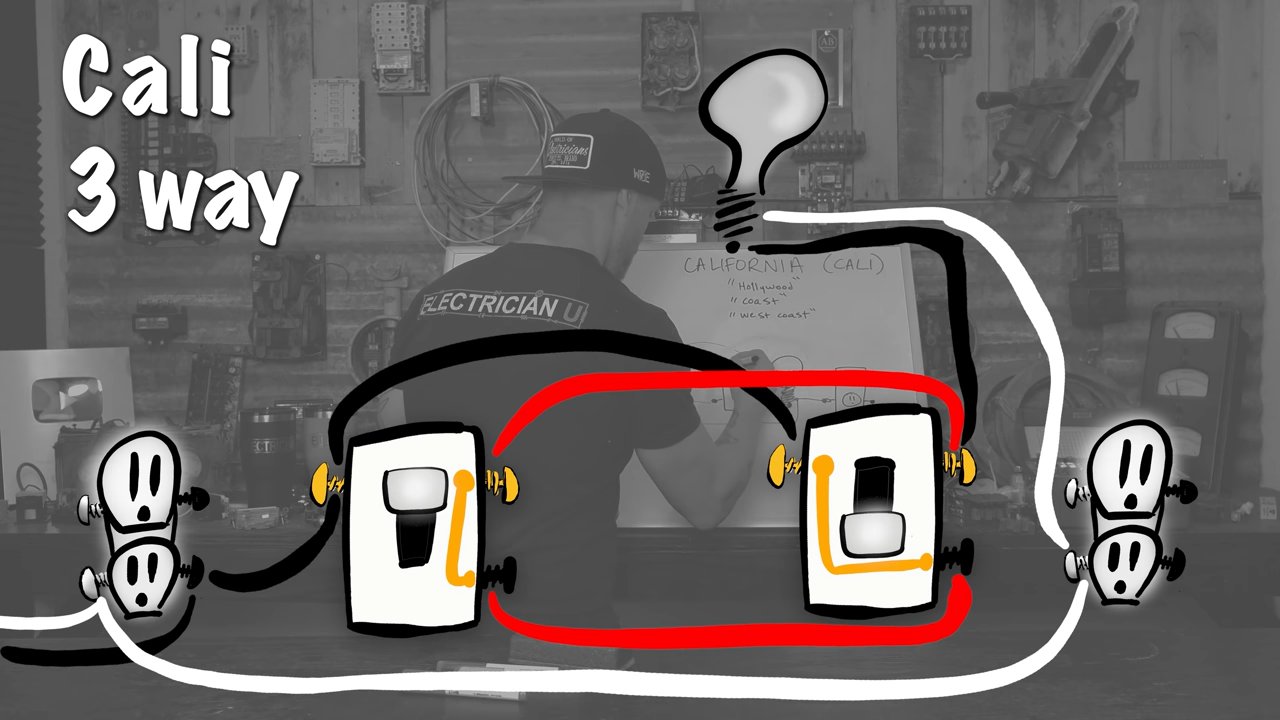 Cali
3 way
ELECTRICIAN U
CALIFORNIA (CALI)
"Hollywood"
"coast"
"west coast"